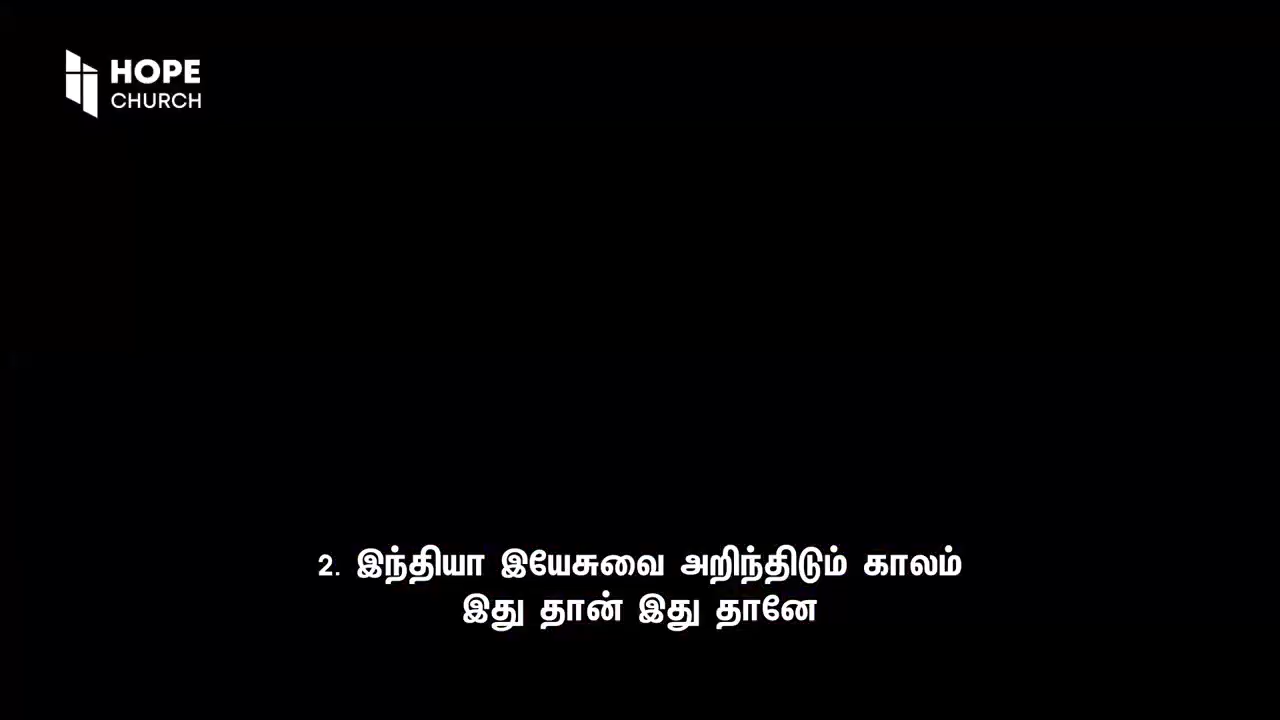 HOPE
CHURCH
2. இந்தியா இயேசுவை அறிந்திடும் காலம்
இது தான் இது தானே